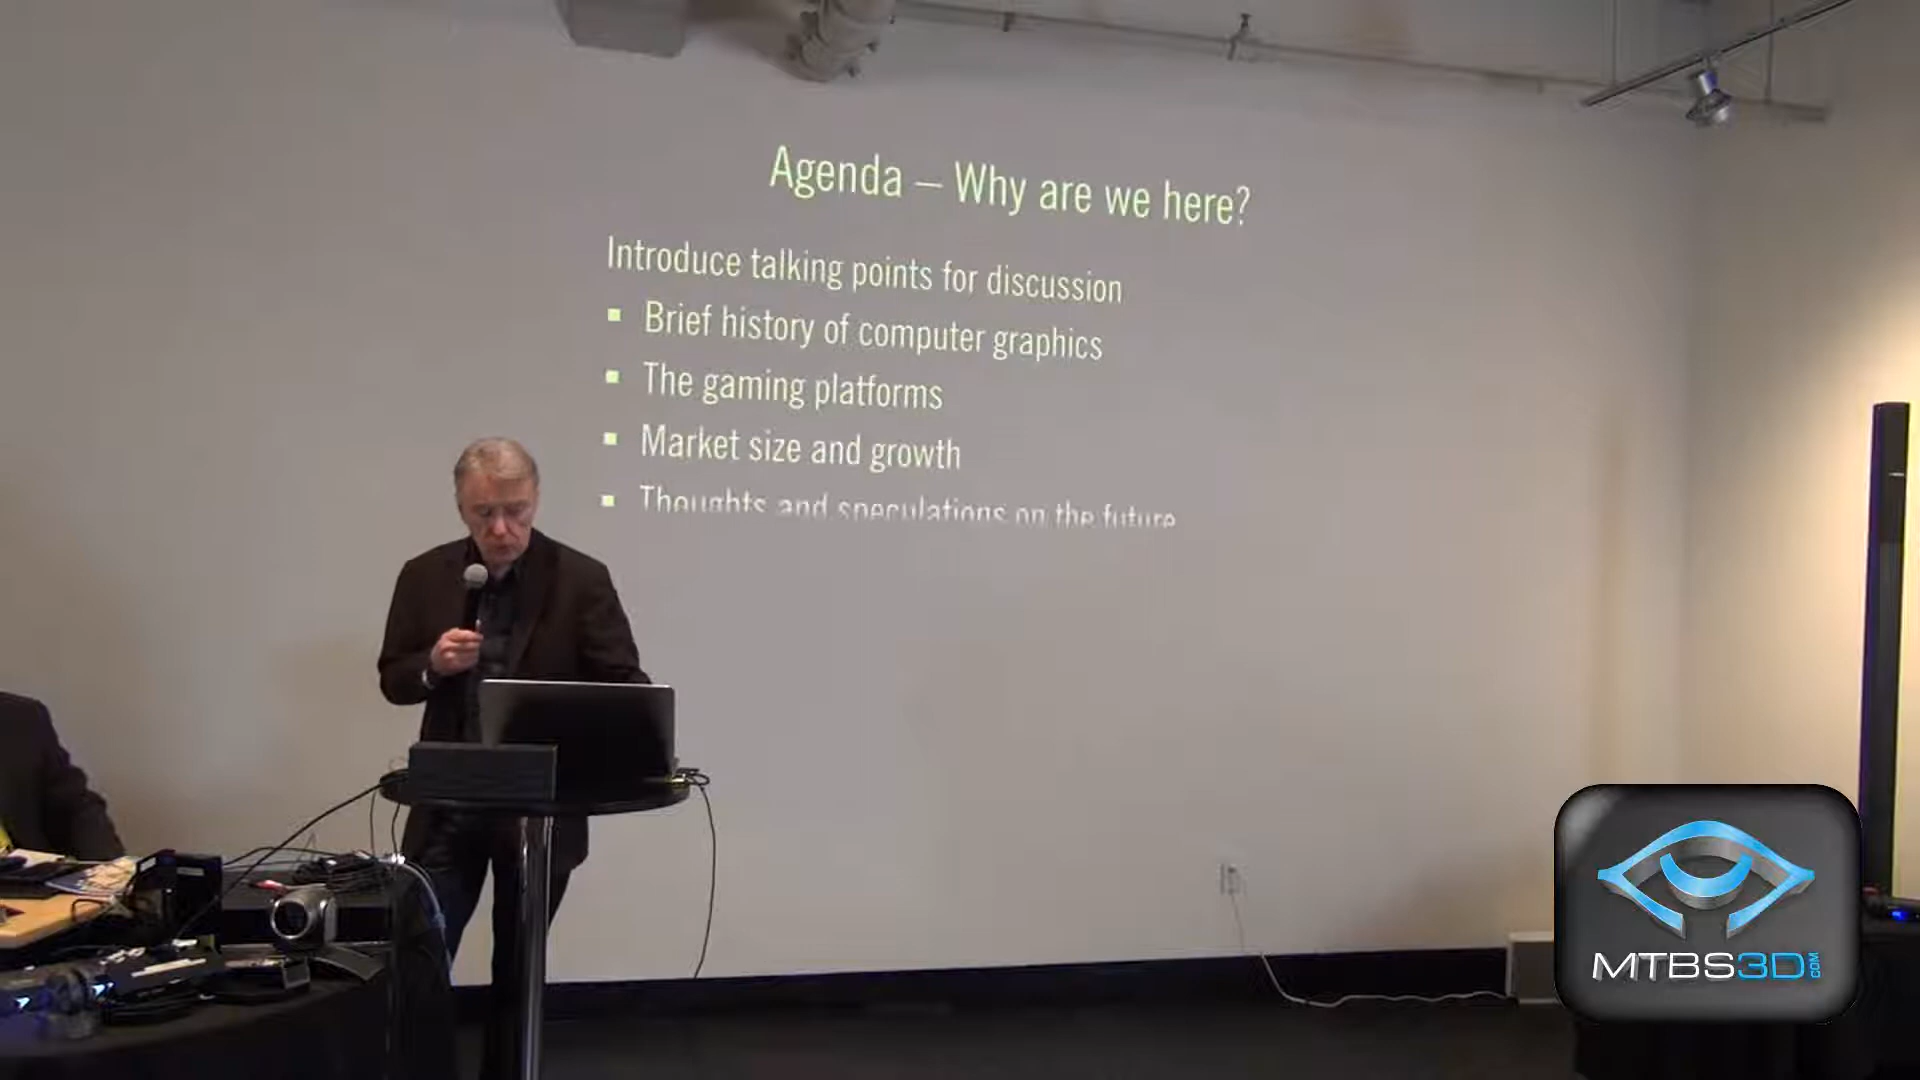 Agenda – Why are we here?
Introduce talking points for discussion
▪ Brief history of computer graphics
▪ The gaming platforms
▪ Market size and growth
▪ Thoughts and speculations on the future
MTBS3D.COM